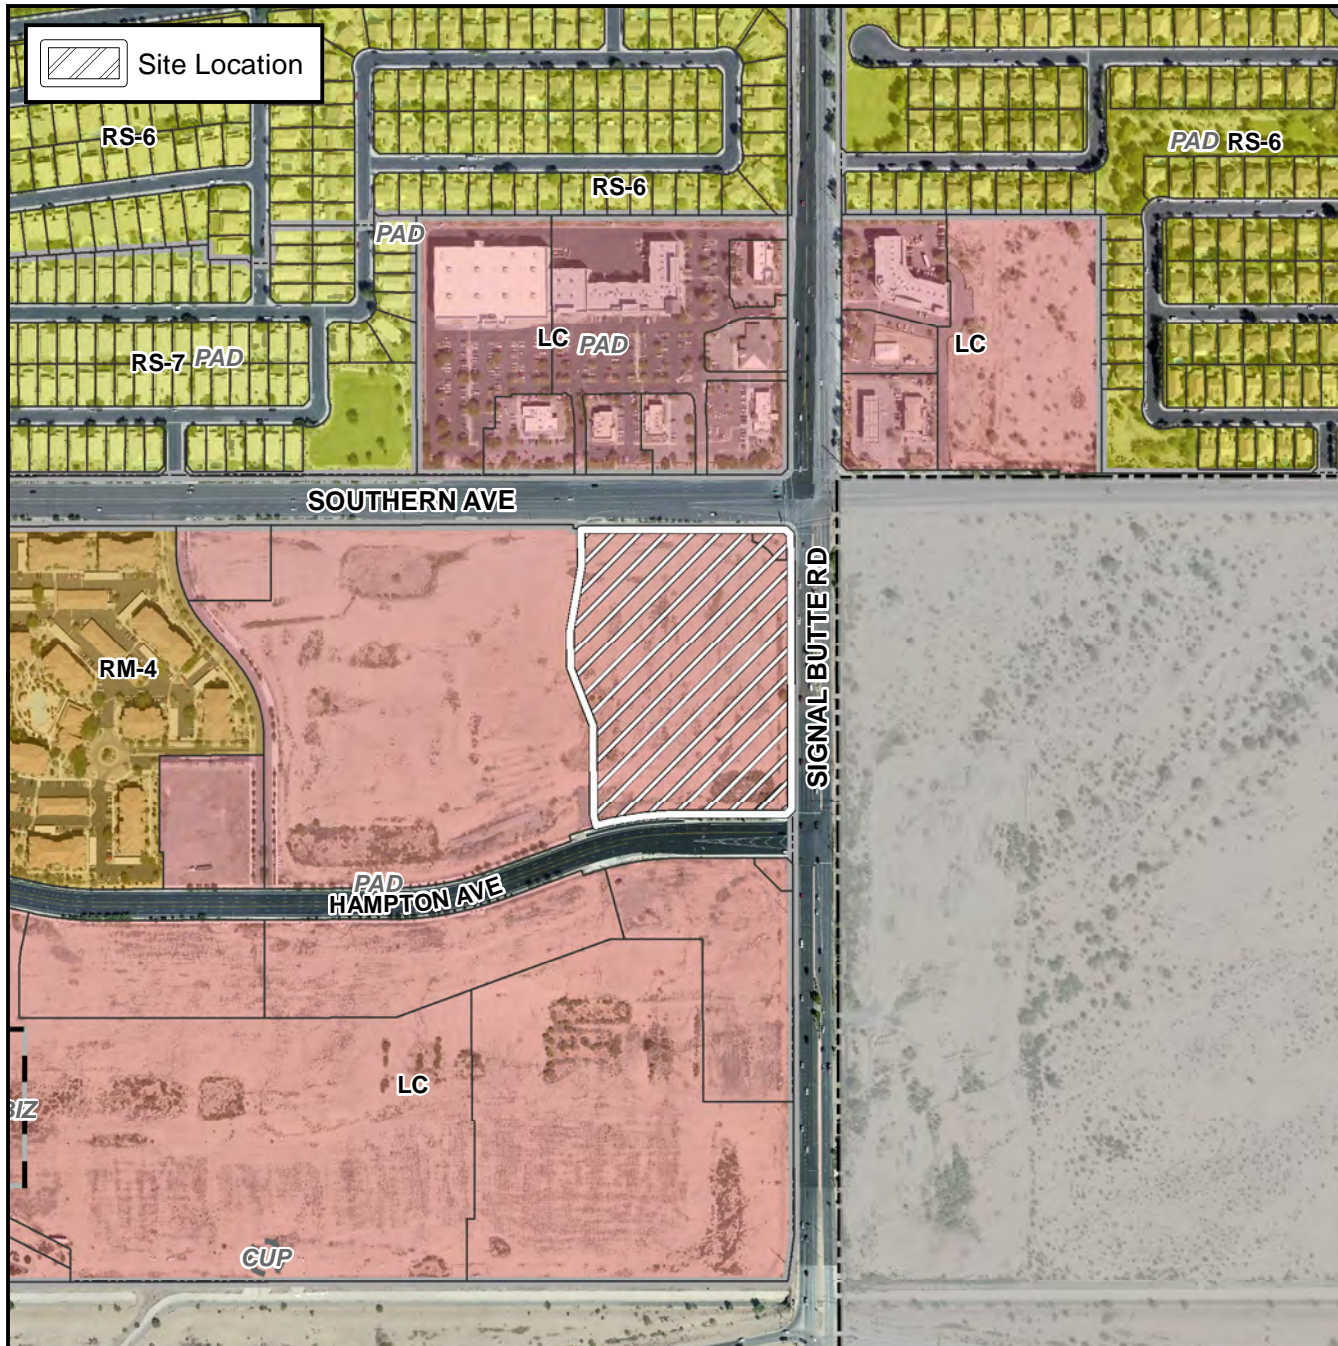 Site Location
RS-6
PAD RS-6
RS-6
PAD
LC PAD
LC
RS-7 PAD
SOUTHERN AVE
SIGNAL BUTTE RD
RM-4
PAD
HAMPTON AVE
LC
CUP